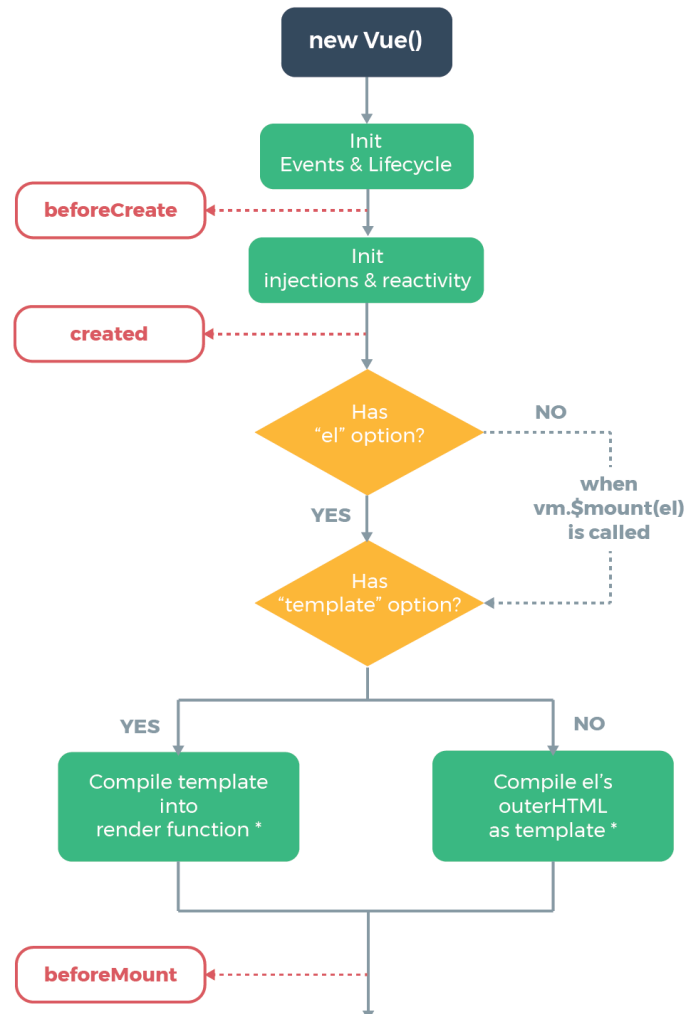 new Vue()
Init
Events & Lifecycle
beforeCreate
Init
injections & reactivity
created
Has
“el” option?
NO
when
vm.$mount(el)
is called
YES
Has
“template” option?
YES
NO
Compile template
into
render function *
Compile el’s
outerHTML
as template *
beforeMount